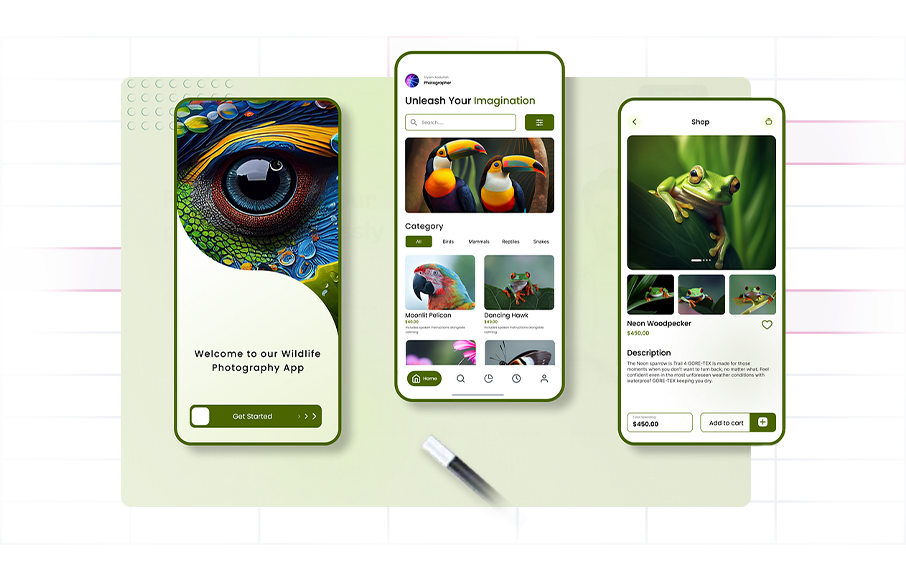 Welcome to our Wildlife
Photography App
Get Started
Photographer
Unleash Your Imagination
Search....
Category
All
Birds
Mammals
Reptiles
Snakes
Moonlit Pelican
$40.00
Includes spoken instructions alongside
calming
Dancing Hawk
$40.00
Includes spoken instructions alongside
calming
Home
Shop
Neon Woodpecker
$450.00
Description
The Neon sparrow is Trail 4 GORE-TEX is made for those
moments when you don't want to turn back, no matter what. Feel
confident even in the most unforeseen weather conditions with
waterproof GORE-TEX keeping you dry.
Total Spending
$450.00
Add to cart